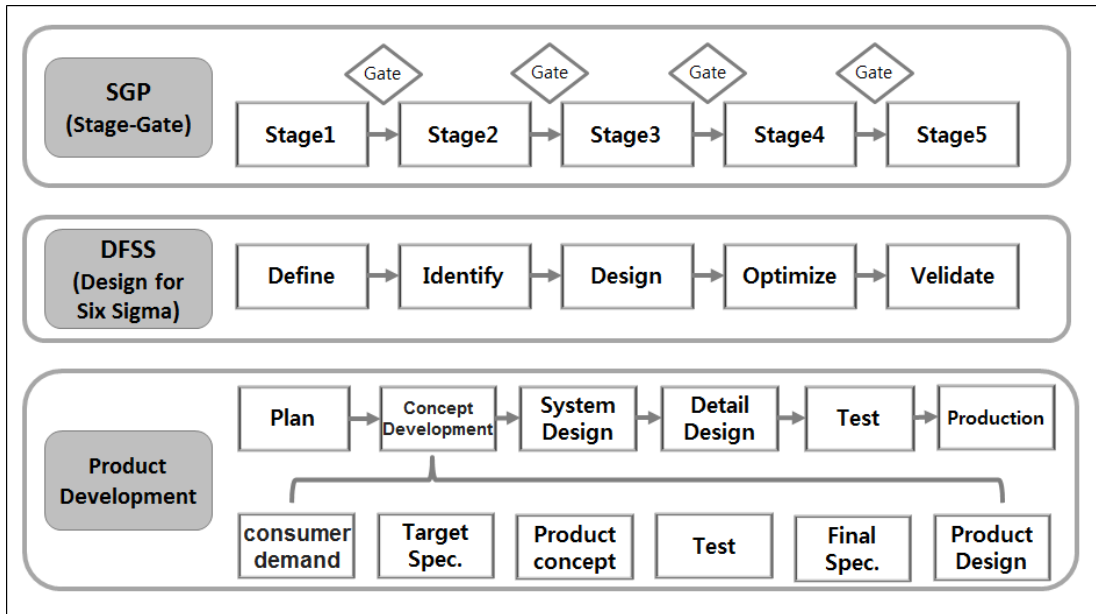 Gate Gate Gate Gate
SGP
(Stage-Gate)
Stage1 Stage2 Stage3 Stage4 Stage5
DFSS
(Design for
Six Sigma)
Define Identify Design Optimize Velidate
Product
Development
Plan
Concept
Development
System
Design
Detail
Design
Test
Production
consumer
demand
Target
Spec.
Product
concept
Test
Final
Spec.
Product
Design